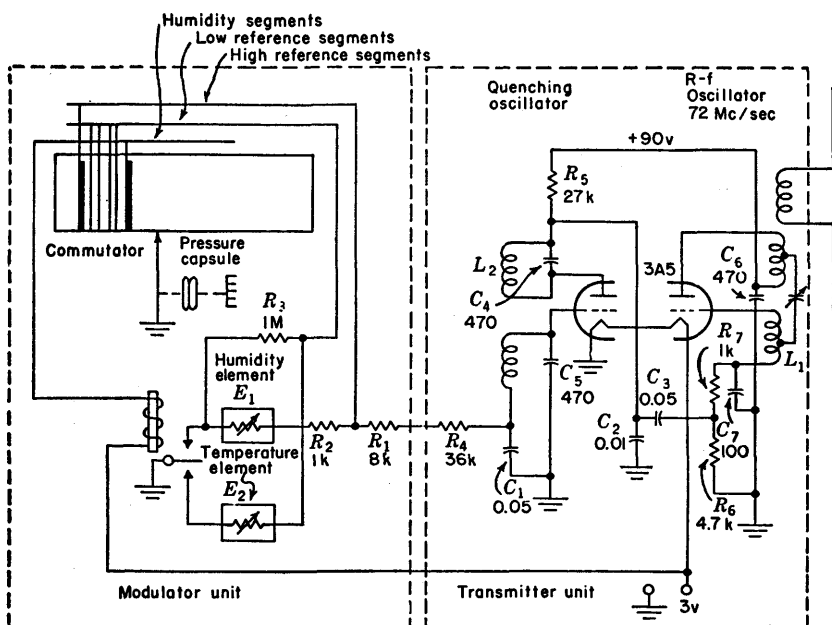 Humidity segments
Low reference segments
High reference segments
Quenching
oscillator
R-f
Oscillator
72 Mc/sec
+90v
R5
27k
Commutator
Pressure
capsule
L2
C4
470
3A5
C6
470
R3
1M
Humidity
element
E1
C5
470
R7
1k
L1
C3
0.05
R2
1k
R1
8k
R4
36k
C2
0.01
C7
100
Temperature
element
E2
C1
0.05
R6
4.7k
Modulator unit
Transmitter unit
3v